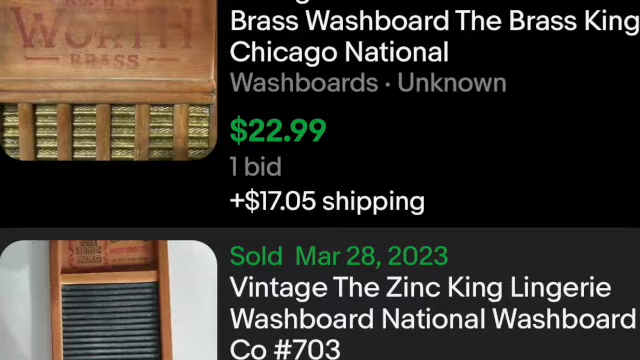 WORTH
BRASS
Brass Washboard The Brass King
Chicago National
Washboards · Unknown
$22.99
1 bid
+$17.05 shipping
Sold Mar 28, 2023
Vintage The Zinc King Lingerie
Washboard National Washboard
Co #703